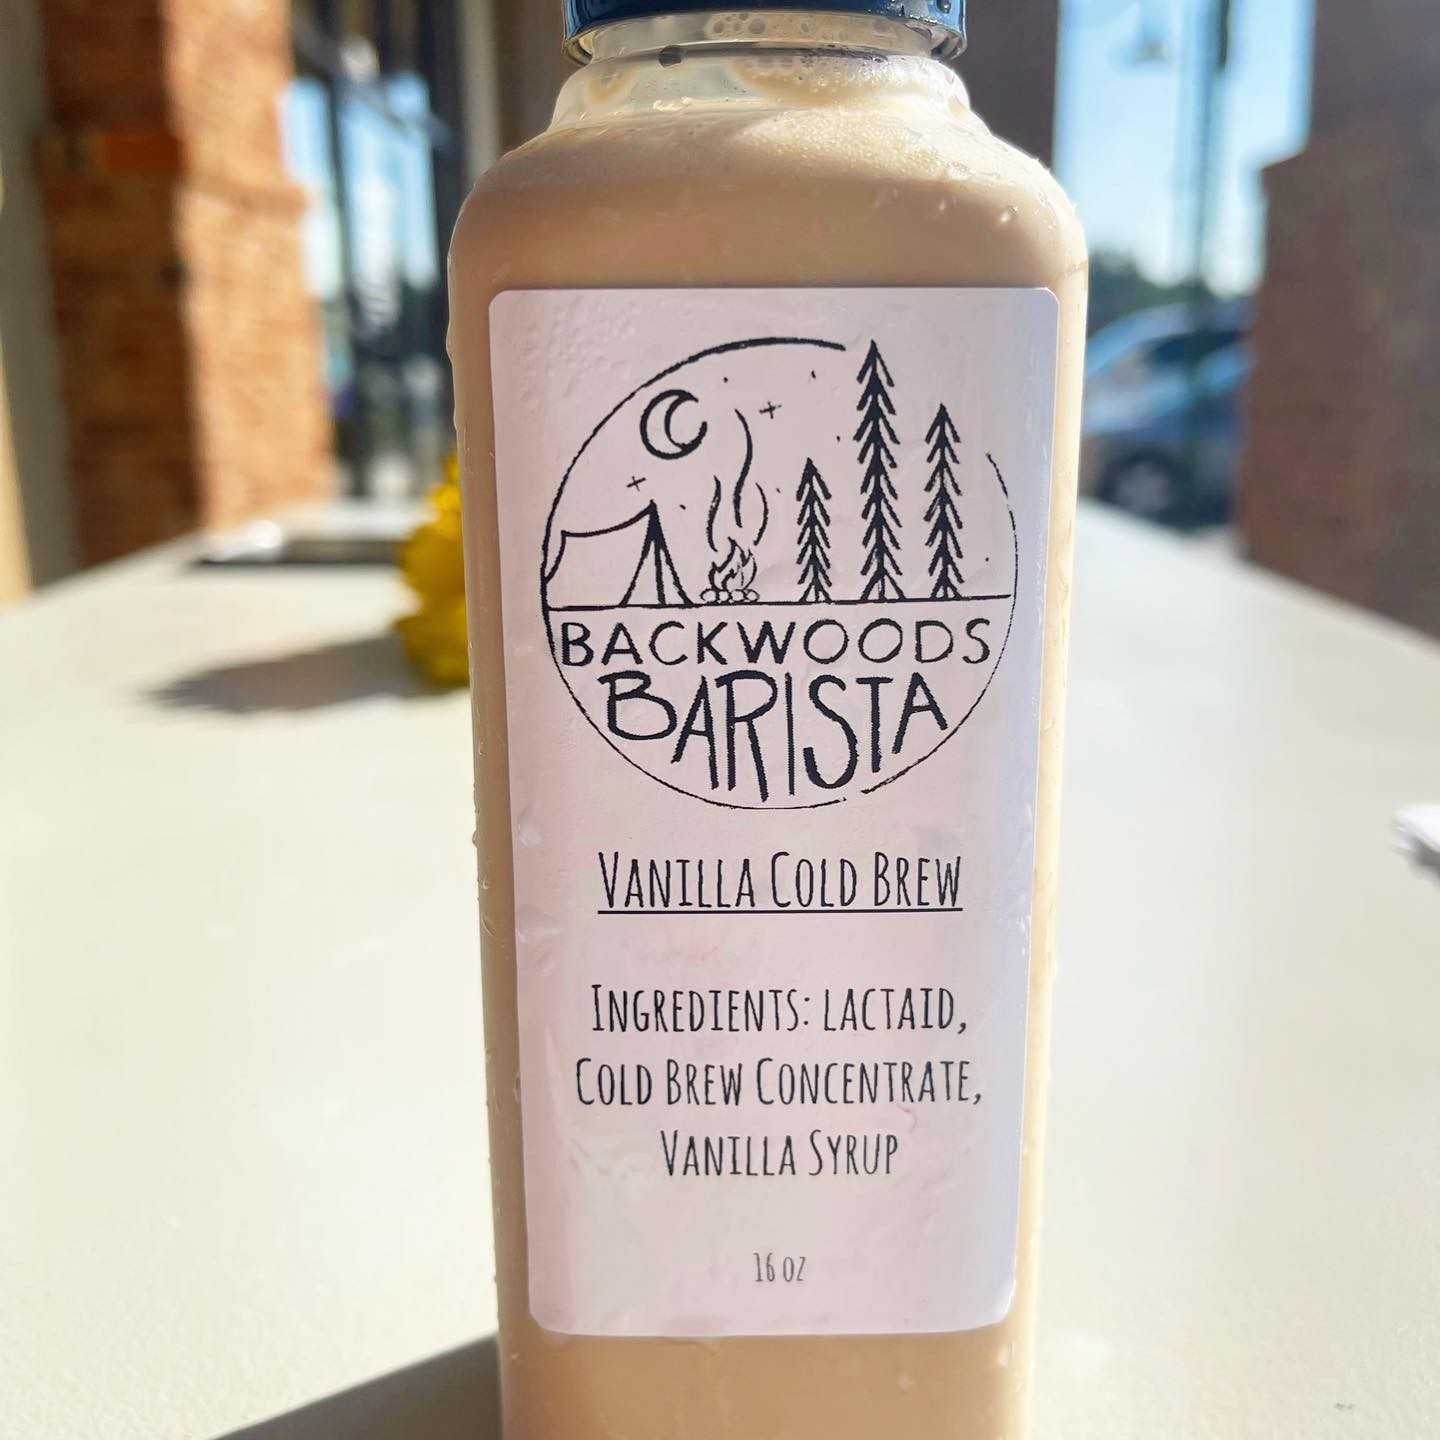 BACKWOODS
BARISTA
VANILLA COLD BREW
INGREDIENTS: LACTAID,
COLD BREW CONCENTRATE,
VANILLA SYRUP
16 OZ